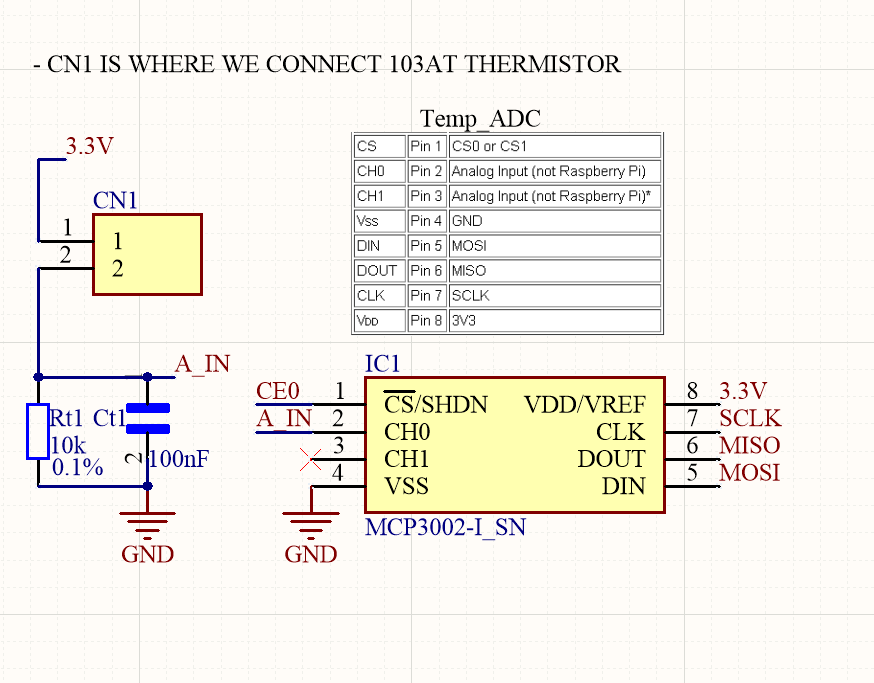 - CN1 IS WHERE WE CONNECT 103AT THERMISTOR
Temp_ADC
CS Pin 1 CS0 or CS1
CH0 Pin 2 Analog Input (not Raspberry Pi)
CH1 Pin 3 Analog Input (not Raspberry Pi)*
Vss Pin 4 GND
DIN Pin 5 MOSI
DOUT Pin 6 MISO
CLK Pin 7 SCLK
VDD Pin 8 3V3
3.3V
CN1
1 1
2 2
A_IN
Rt1
10k
0.1%
Ct1
2
100nF
GND
IC1
CE0 1 CS/SHDN VDD/VREF 8 3.3V
A_IN 2 CH0 CLK 7 SCLK
3 CH1 DOUT 6 MISO
4 VSS DIN 5 MOSI
MCP3002-I_SN
GND